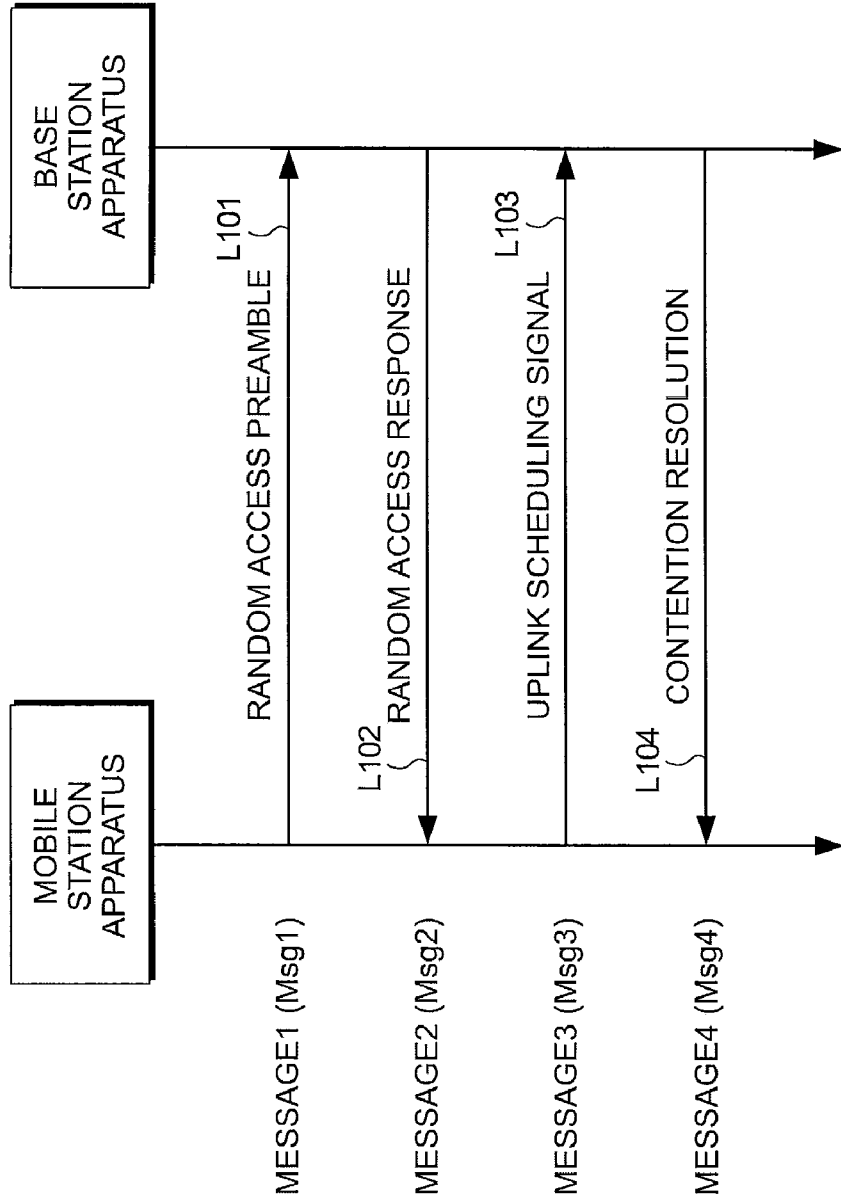 MOBILE
STATION
APPARATUS
BASE
STATION
APPARATUS
MESSAGE1 (Msg1)
RANDOM ACCESS PREAMBLE
L101
MESSAGE2 (Msg2)
L102
RANDOM ACCESS RESPONSE
MESSAGE3 (Msg3)
UPLINK SCHEDULING SIGNAL
L103
MESSAGE4 (Msg4)
L104
CONTENTION RESOLUTION